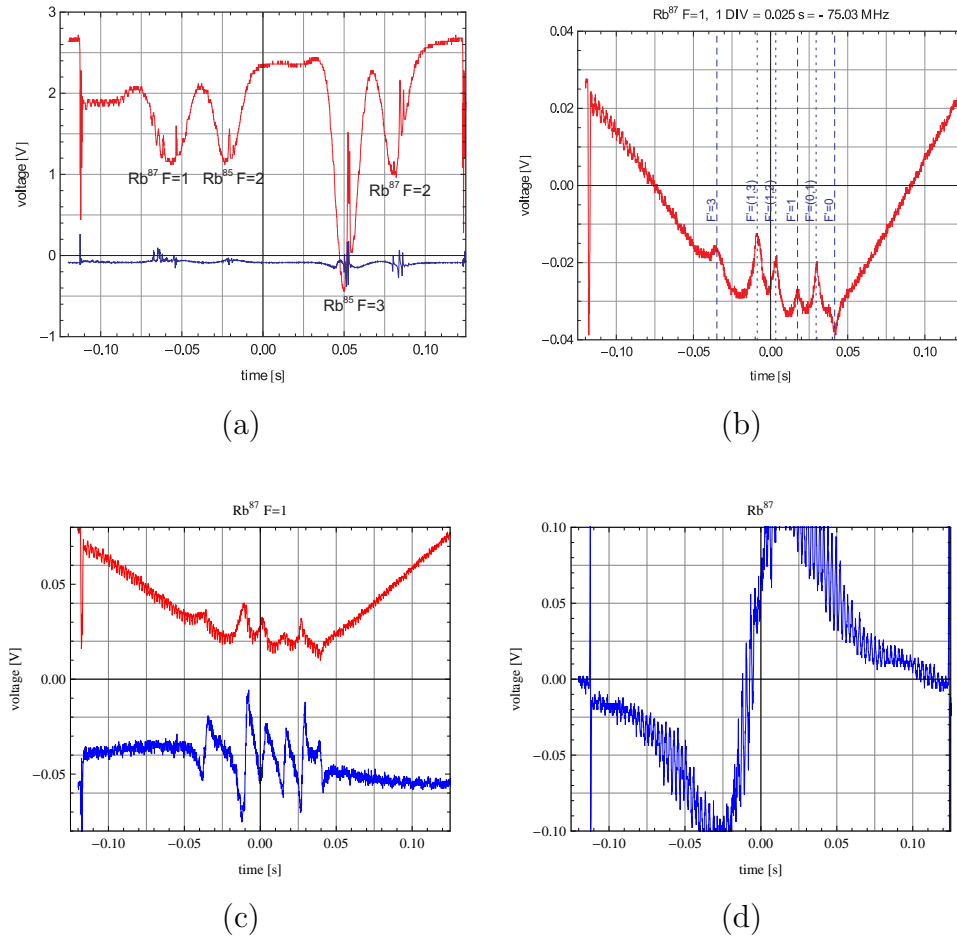 3
2
1
0
−1
voltage [V]
Rb⁸⁷ F=1
Rb⁸⁵ F=2
Rb⁸⁷ F=2
Rb⁸⁵ F=3
−0.10 −0.05 0.00 0.05 0.10
time [s]
(a)
Rb⁸⁷ F=1, 1 DIV = 0.025 s = - 75.03 MHz
0.04
0.02
0.00
−0.02
−0.04
voltage [V]
F'=3
F'=(1,3)
F'=(1,2)
F'=1
F'=(0,1)
F'=0
−0.10 −0.05 0.00 0.05 0.10
time [s]
(b)
Rb⁸⁷ F=1
0.05
0.00
−0.05
voltage [V]
−0.10 −0.05 0.00 0.05 0.10
time [s]
(c)
Rb⁸⁷
0.10
0.05
0.00
−0.05
−0.10
voltage [V]
−0.10 −0.05 0.00 0.05 0.10
time [s]
(d)